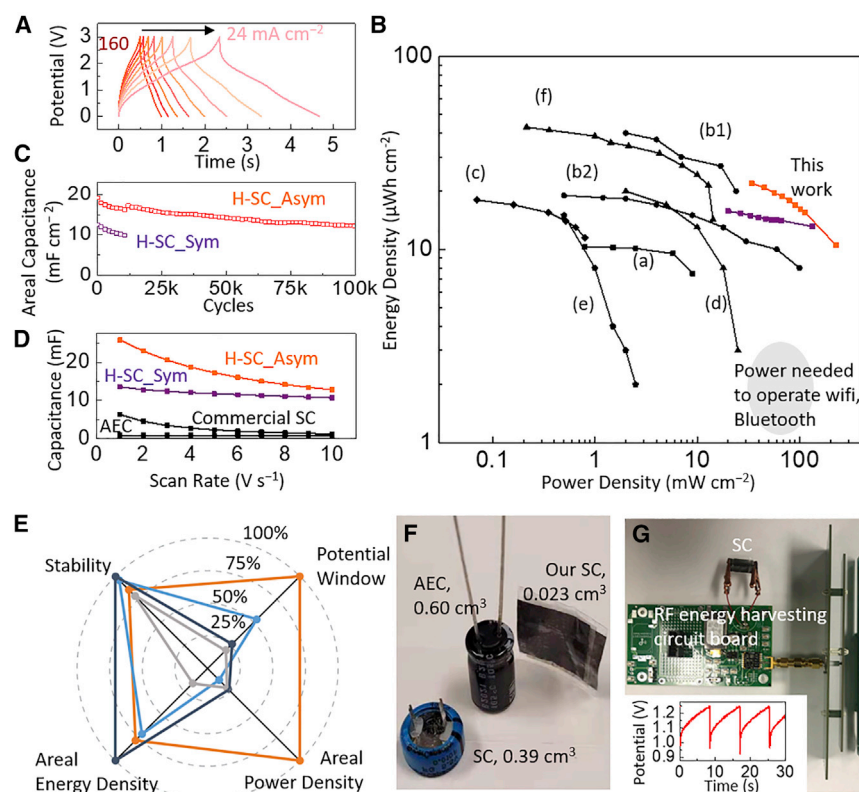 A
160
24 mA cm⁻²
Potential (V)
3
2
1
0
0 1 2 3 4 5
Time (s)
B
Energy Density (µWh cm⁻²)
100
10
1
(f)
(b1)
(c)
(b2)
This
work
(a)
(e)
(d)
Power needed
to operate wifi,
Bluetooth
0.1 1 10 100
Power Density (mW cm⁻²)
C
Areal Capacitance
(mF cm⁻²)
20
10
0
H-SC_Asym
H-SC_Sym
0 25k 50k 75k 100k
Cycles
D
Capacitance (mF)
20
10
0
H-SC_Asym
H-SC_Sym
AEC
Commercial SC
0 2 4 6 8 10
Scan Rate (V s⁻¹)
E
100%
75%
50%
25%
Stability
Potential
Window
Areal
Energy Density
Areal
Power Density
F
AEC,
0.60 cm³
Our SC,
0.023 cm³
SC, 0.39 cm³
G
SC
RF energy harvesting
circuit board
Potential (V)
1.2
1.1
1.0
0.9
0 10 20 30
Time (s)